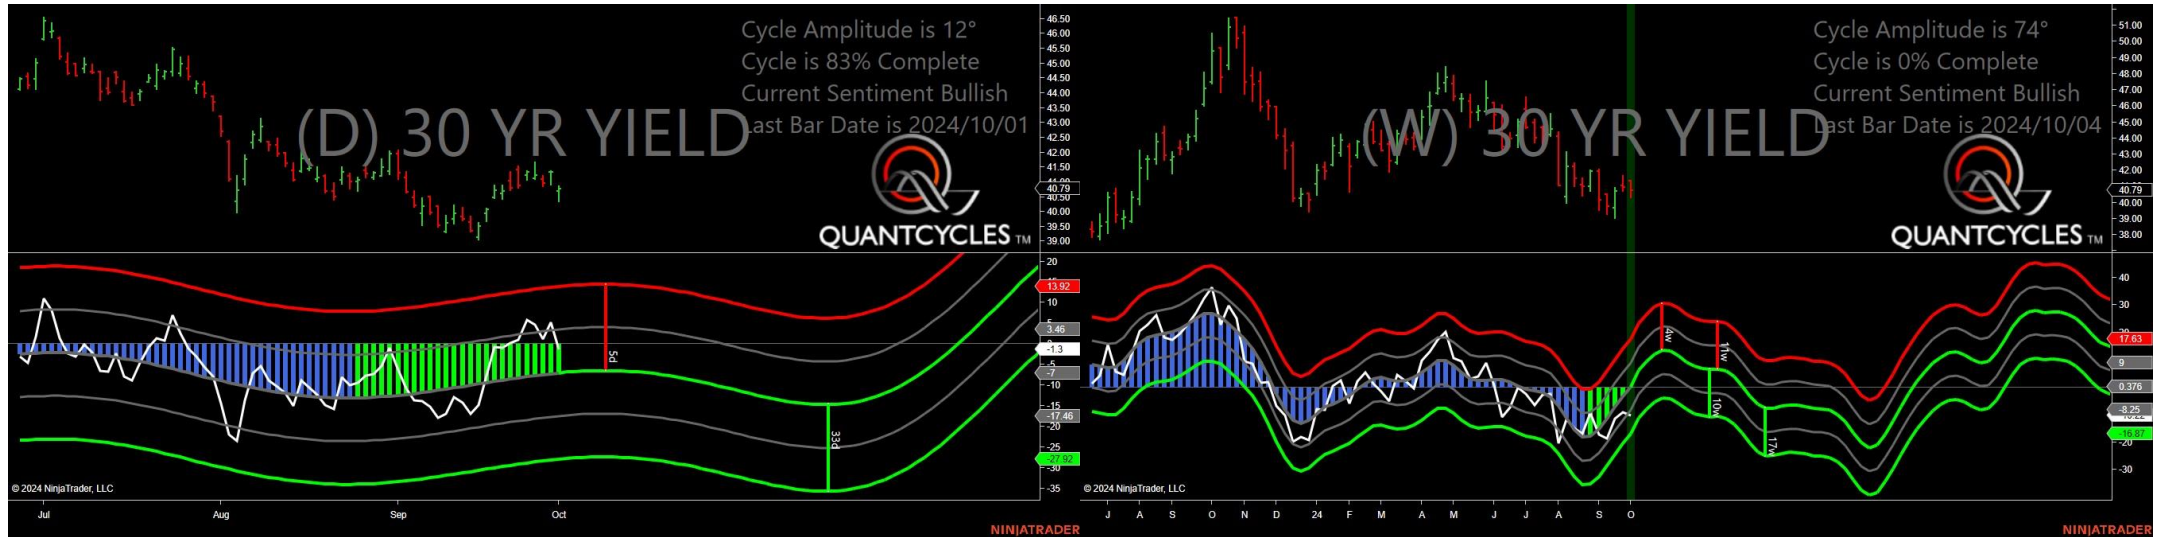 Cycle Amplitude is 12°
Cycle is 83% Complete
Current Sentiment Bullish
Last Bar Date is 2024/10/01
(D) 30 YR YIELD
QUANTCYCLES TM
46.50
46.00
45.50
45.00
44.50
44.00
43.50
43.00
42.50
42.00
41.50
40.79
40.50
40.00
39.50
39.00
20
13.92
10
3.46
-1.3
-7
-10
-15
-17.46
-20
-25
-27.92
-30
-35
5d
33d
© 2024 NinjaTrader, LLC
Jul Aug Sep Oct
NINJATRADER
Cycle Amplitude is 74°
Cycle is 0% Complete
Current Sentiment Bullish
Last Bar Date is 2024/10/04
(W) 30 YR YIELD
QUANTCYCLES TM
51.00
50.00
49.00
48.00
47.00
46.00
45.00
44.00
43.00
42.00
40.79
40.00
39.00
38.00
40
30
17.63
9
0.376
-8.25
-16.87
-20
-30
4w
11w
10w
17w
© 2024 NinjaTrader, LLC
J A S O N D 24 F M A M J J A S O
NINJATRADER